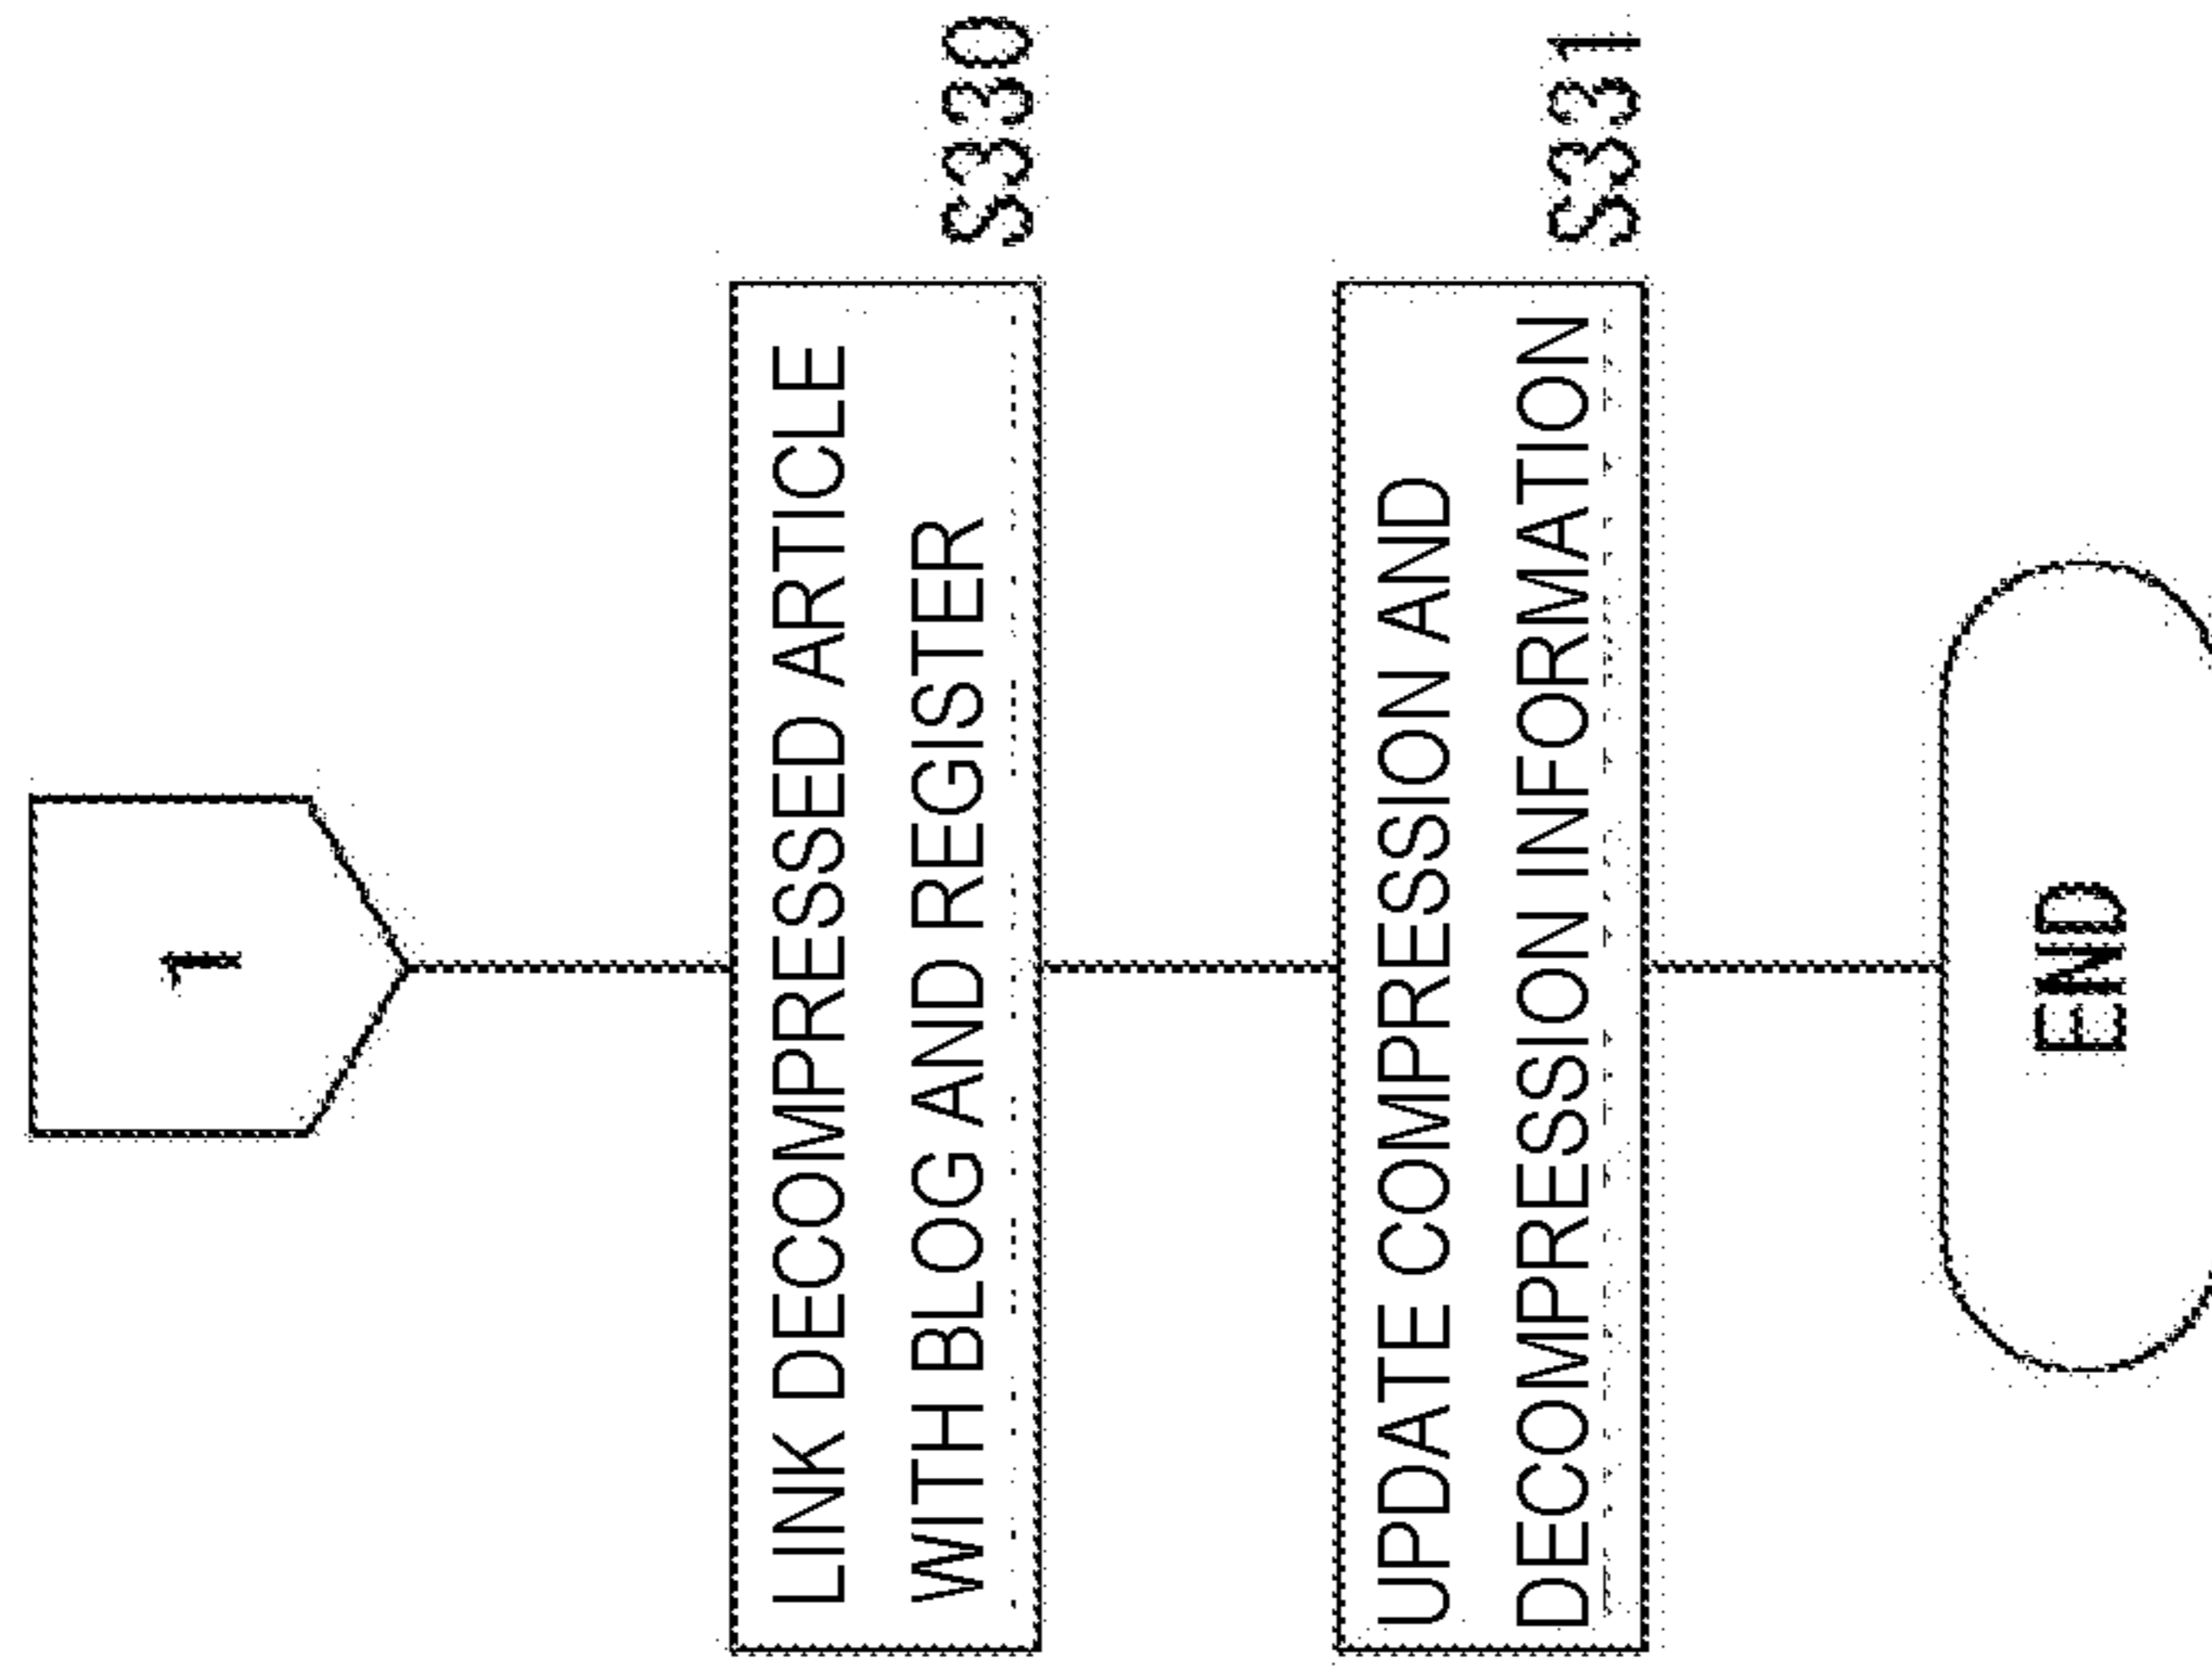 1
LINK DECOMPRESSED ARTICLE
WITH BLOG AND REGISTER
S330
UPDATE COMPRESSION AND
DECOMPRESSION INFORMATION
S331
END